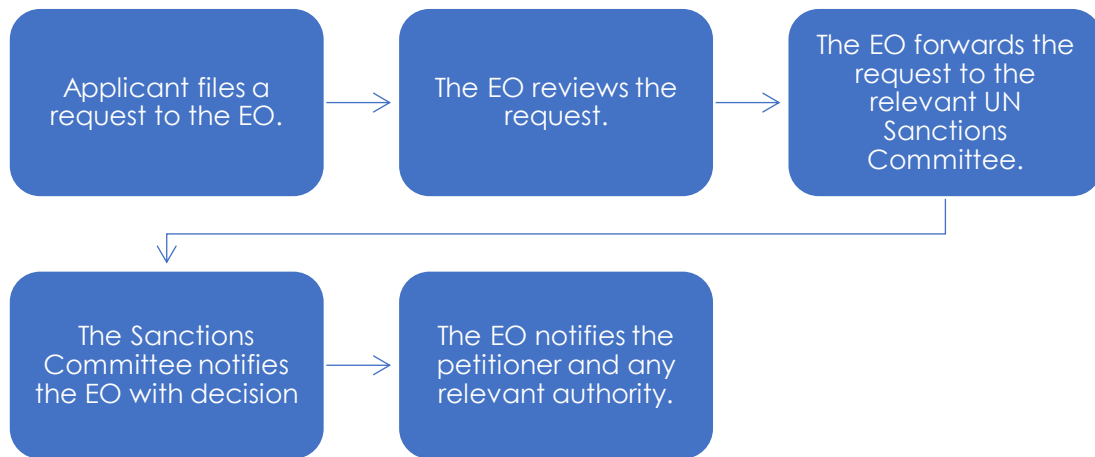 Applicant files a
request to the EO.
The EO reviews the
request.
The EO forwards the
request to the
relevant UN
Sanctions
Committee.
The Sanctions
Committee notifies
the EO with decision
The EO notifies the
petitioner and any
relevant authority.